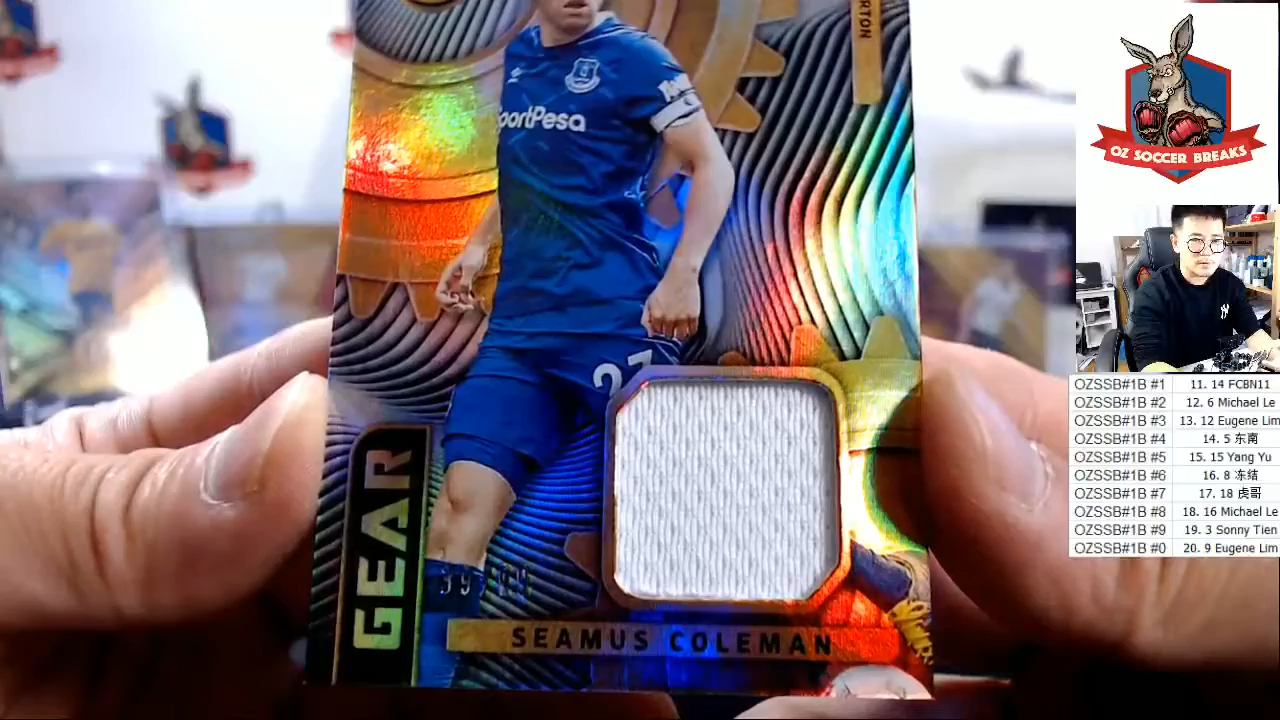 RTON
SportPesa
23
GEAR
SEAMUS COLEMAN
OZ SOCCER BREAKS
OZSSB#1B #1 11. 14 FCBN11
OZSSB#1B #2 12. 6 Michael Le
OZSSB#1B #3 13. 12 Eugene Lim
OZSSB#1B #4 14. 5 东南
OZSSB#1B #5 15. 15 Yang Yu
OZSSB#1B #6 16. 8 冻结
OZSSB#1B #7 17. 18 虎哥
OZSSB#1B #8 18. 16 Michael Le
OZSSB#1B #9 19. 3 Sonny Tien
OZSSB#1B #0 20. 9 Eugene Lim